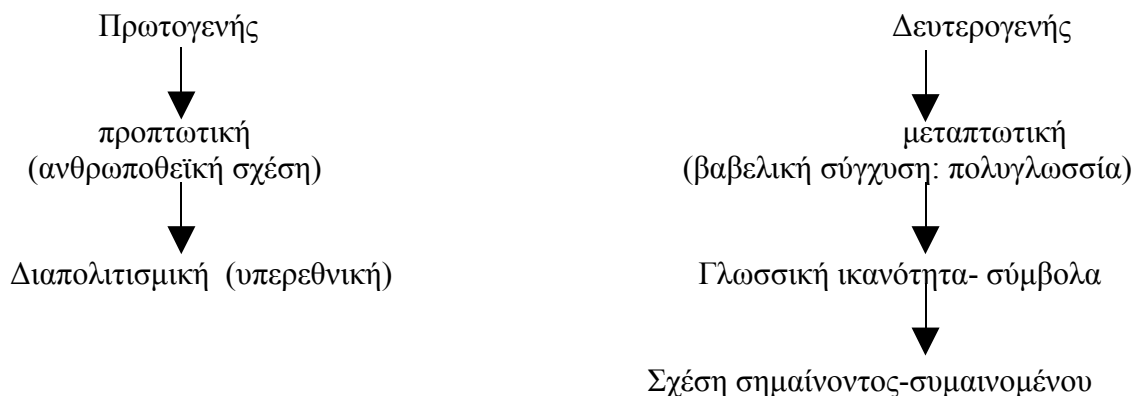 Πρωτογενής
προπτωτική
(ανθρωποθεϊκή σχέση)
Διαπολιτισμική (υπερεθνική)
Δευτερογενής
μεταπτωτική
(βαβελική σύγχυση: πολυγλωσσία)
Γλωσσική ικανότητα- σύμβολα
Σχέση σημαίνοντος-συμαινομένου